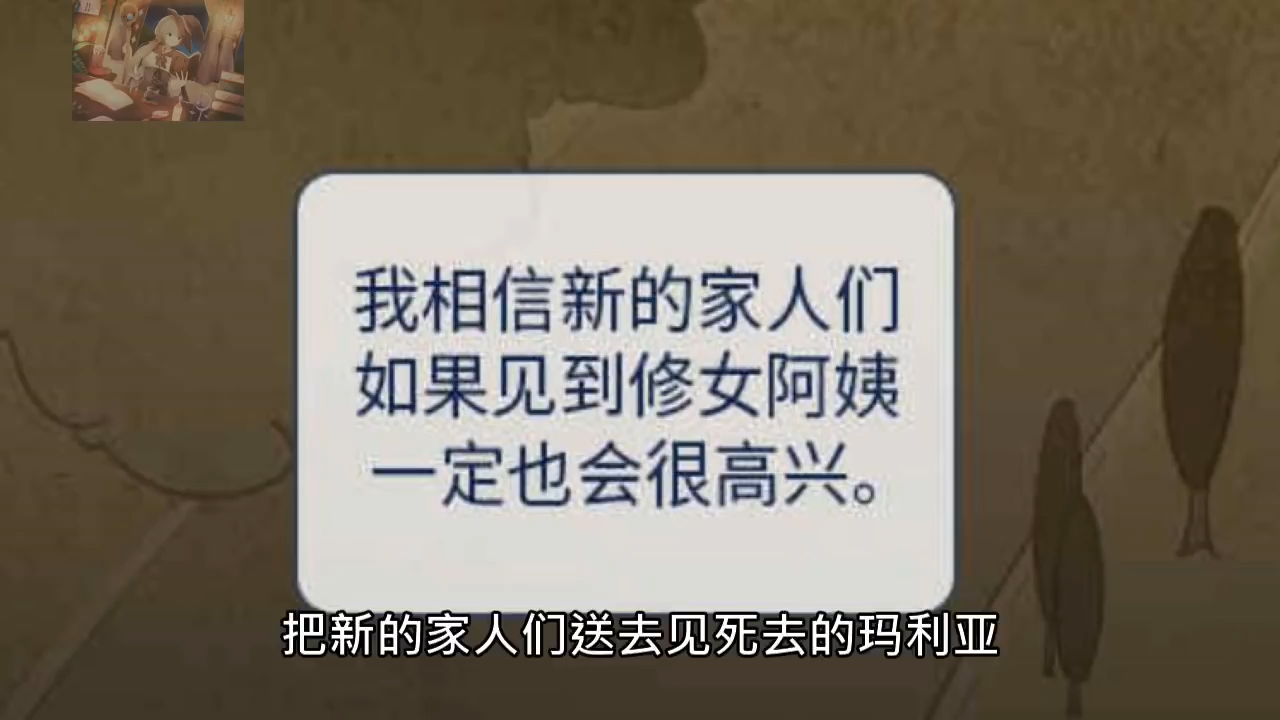 我相信新的家人们
如果见到修女阿姨
一定也会很高兴。
把新的家人们送去见死去的玛利亚